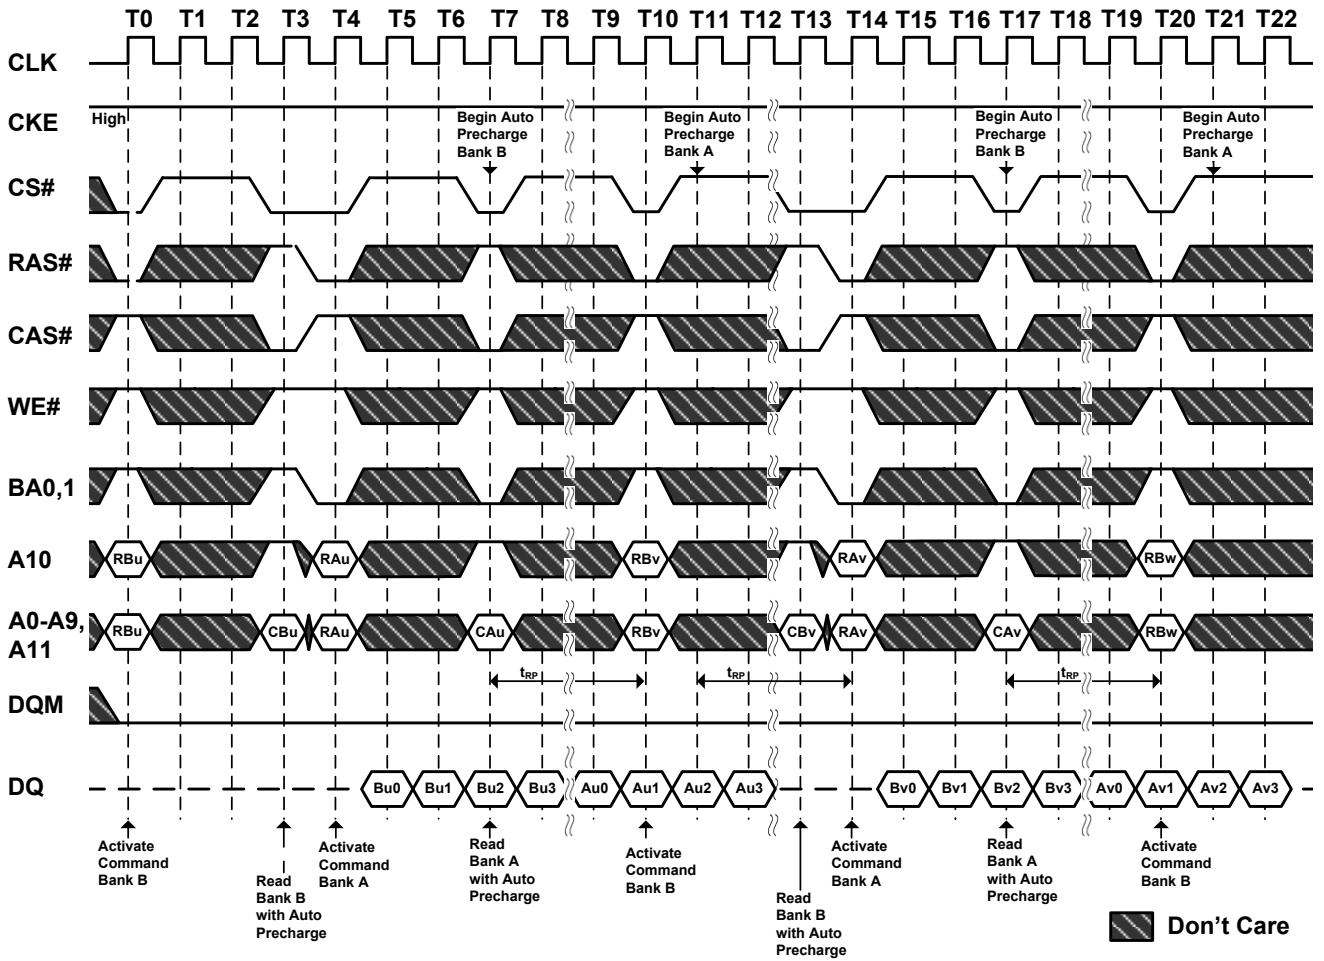 T0 T1 T2 T3 T4 T5 T6 T7 T8 T9 T10 T11 T12 T13 T14 T15 T16 T17 T18 T19 T20 T21 T22
CLK
CKE
High
Begin Auto
Precharge
Bank B
Begin Auto
Precharge
Bank A
Begin Auto
Precharge
Bank B
Begin Auto
Precharge
Bank A
CS#
RAS#
CAS#
WE#
BA0,1
A10
RBu RAu RBv RAv RBw
A0-A9,
A11
RBu CBu RAu CAu RBv CBv RAv CAv RBw
tRP tRP tRP
DQM
DQ
Bu0 Bu1 Bu2 Bu3 Au0 Au1 Au2 Au3 Bv0 Bv1 Bv2 Bv3 Av0 Av1 Av2 Av3
Activate
Command
Bank B
Read
Bank B
with Auto
Precharge
Activate
Command
Bank A
Read
Bank A
with Auto
Precharge
Activate
Command
Bank B
Read
Bank B
with Auto
Precharge
Activate
Command
Bank A
Read
Bank A
with Auto
Precharge
Activate
Command
Bank B
Don't Care